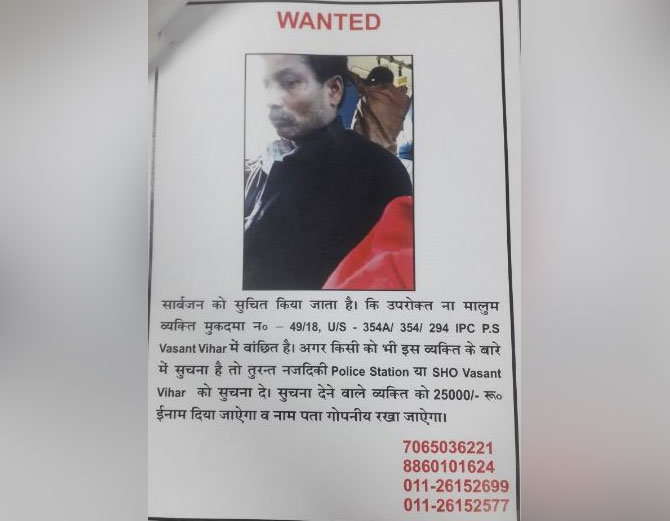 WANTED
सार्बजन को सुचित किया जाता है। कि उपरोक्त ना मालुम
व्यक्ति मुकदमा न० – 49/18, U/S - 354A/ 354/ 294 IPC P.S
Vasant Vihar में वांछित है। अगर किसी को भी इस व्यक्ति के बारे
में सुचना है तो तुरन्त नजदिकी Police Station या SHO Vasant
Vihar को सुचना दे। सुचना देने वाले व्यक्ति को 25000/- रू०
ईनाम दिया जाऐगा व नाम पता गोपनीय रखा जाऐगा।
7065036221
8860101624
011-26152699
011-26152577